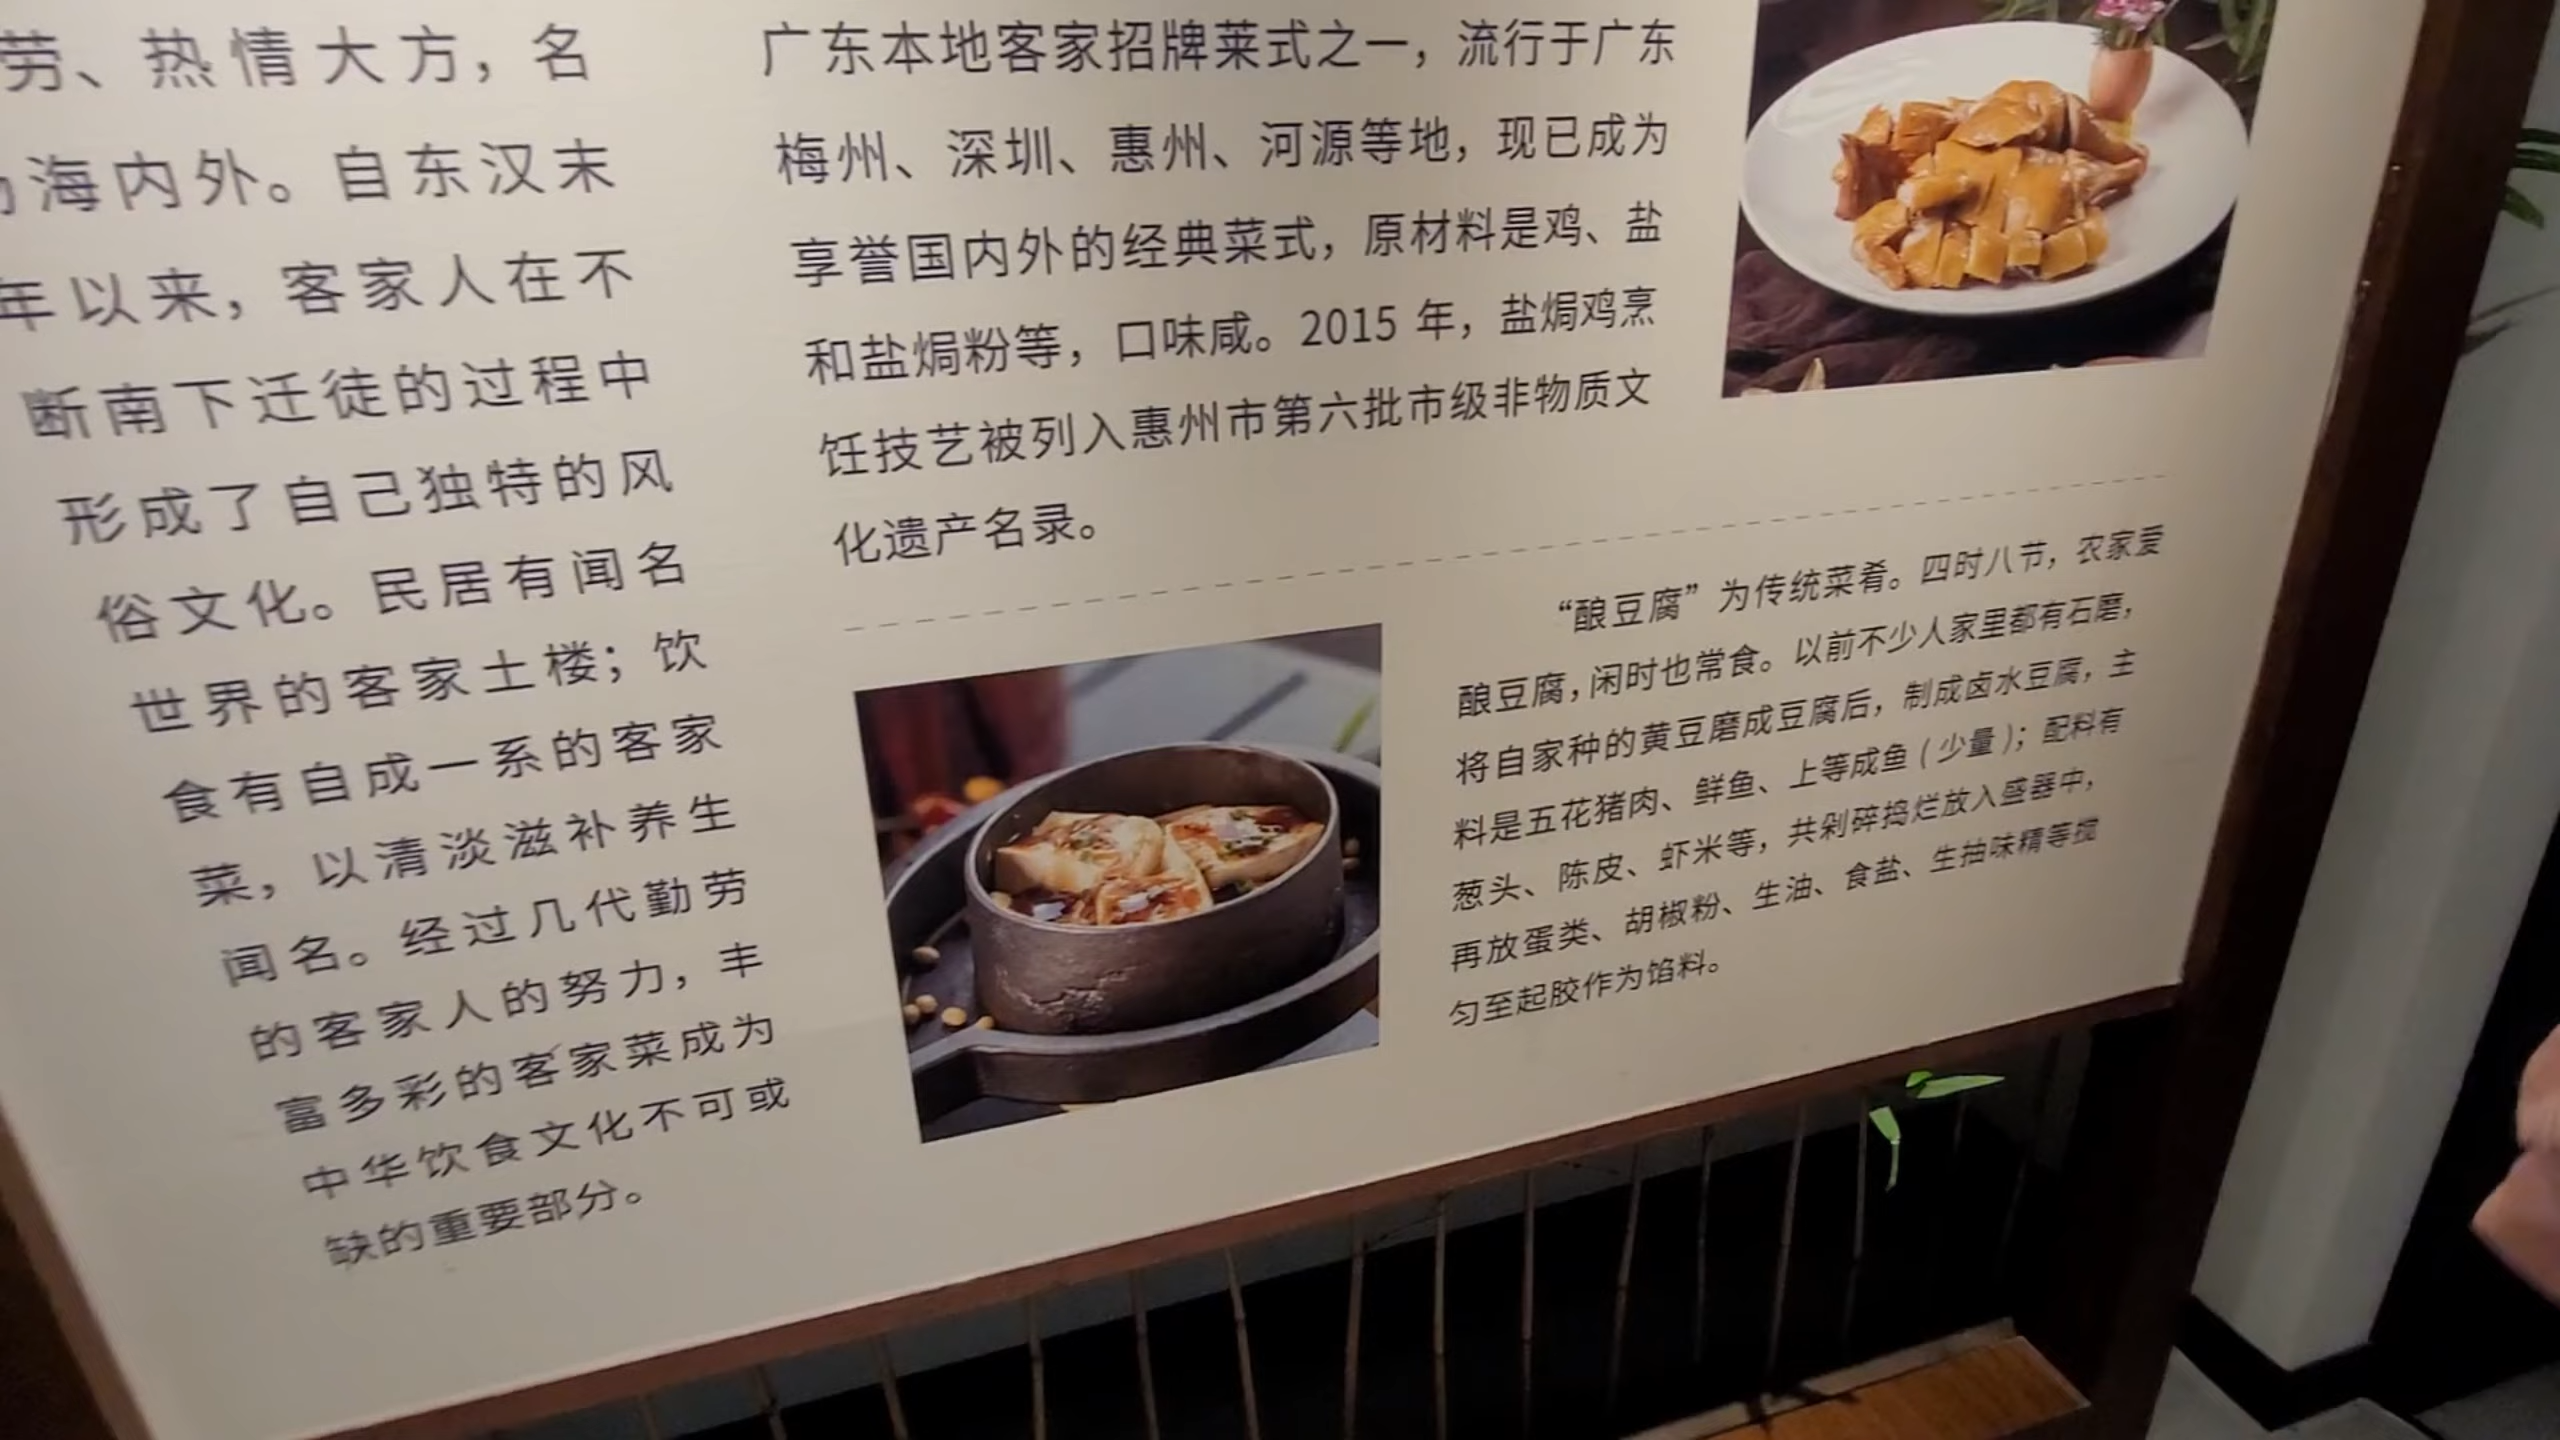 劳、热情大方，名
海内外。自东汉末
年以来，客家人在不
断南下迁徒的过程中
形成了自己独特的风
俗文化。民居有闻名
世界的客家土楼；饮
食有自成一系的客家
菜，以清淡滋补养生
闻名。经过几代勤劳
的客家人的努力，丰
富多彩的客家菜成为
中华饮食文化不可或
缺的重要部分。
广东本地客家招牌莱式之一，流行于广东
梅州、深圳、惠州、河源等地，现已成为
享誉国内外的经典菜式，原材料是鸡、盐
和盐焗粉等，口味咸。2015 年，盐焗鸡烹
饪技艺被列入惠州市第六批市级非物质文
化遗产名录。
“酿豆腐”为传统菜肴。四时八节，农家爱
酿豆腐，闲时也常食。以前不少人家里都有石磨，
将自家种的黄豆磨成豆腐后，制成卤水豆腐，主
料是五花猪肉、鲜鱼、上等咸鱼（少量）；配料有
葱头、陈皮、虾米等，共剁碎捣烂放入盛器中，
再放蛋类、胡椒粉、生油、食盐、生抽味精等搅
匀至起胶作为馅料。